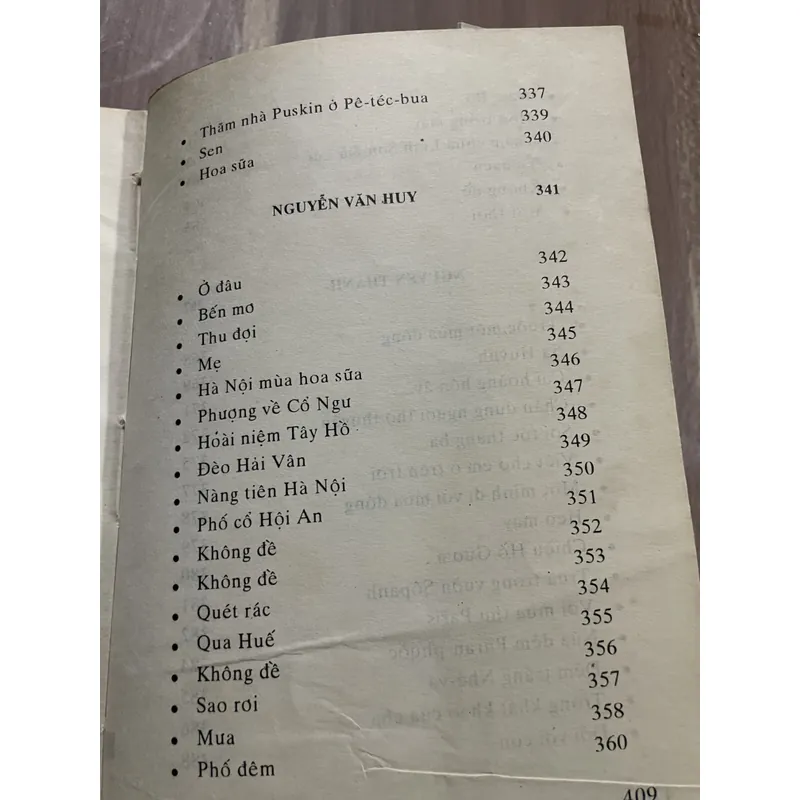 • Thăm nhà Puskin ở Pê-téc-bua 337
• Sen 339
• Hoa sữa 340
NGUYỄN VĂN HUY 341
• Ở đâu 342
• Bến mơ 343
• Thu đợi 344
• Mẹ 345
• Hà Nội mùa hoa sữa 346
• Phượng về Cổ Ngư 347
• Hoài niệm Tây Hồ 348
• Đèo Hải Vân 349
• Nàng tiên Hà Nội 350
• Phố cổ Hội An 351
• Không đề 352
• Không đề 353
• Quét rác 354
• Qua Huế 355
• Không đề 356
• Sao rơi 357
• Mưa 358
• Phố đêm 360
409